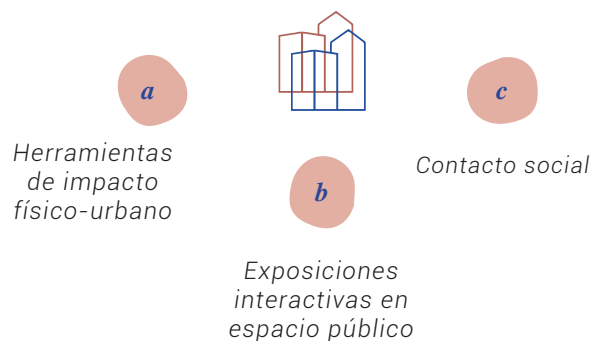 a
Herramientas
de impacto
físico-urbano
b
Exposiciones
interactivas en
espacio público
c
Contacto social